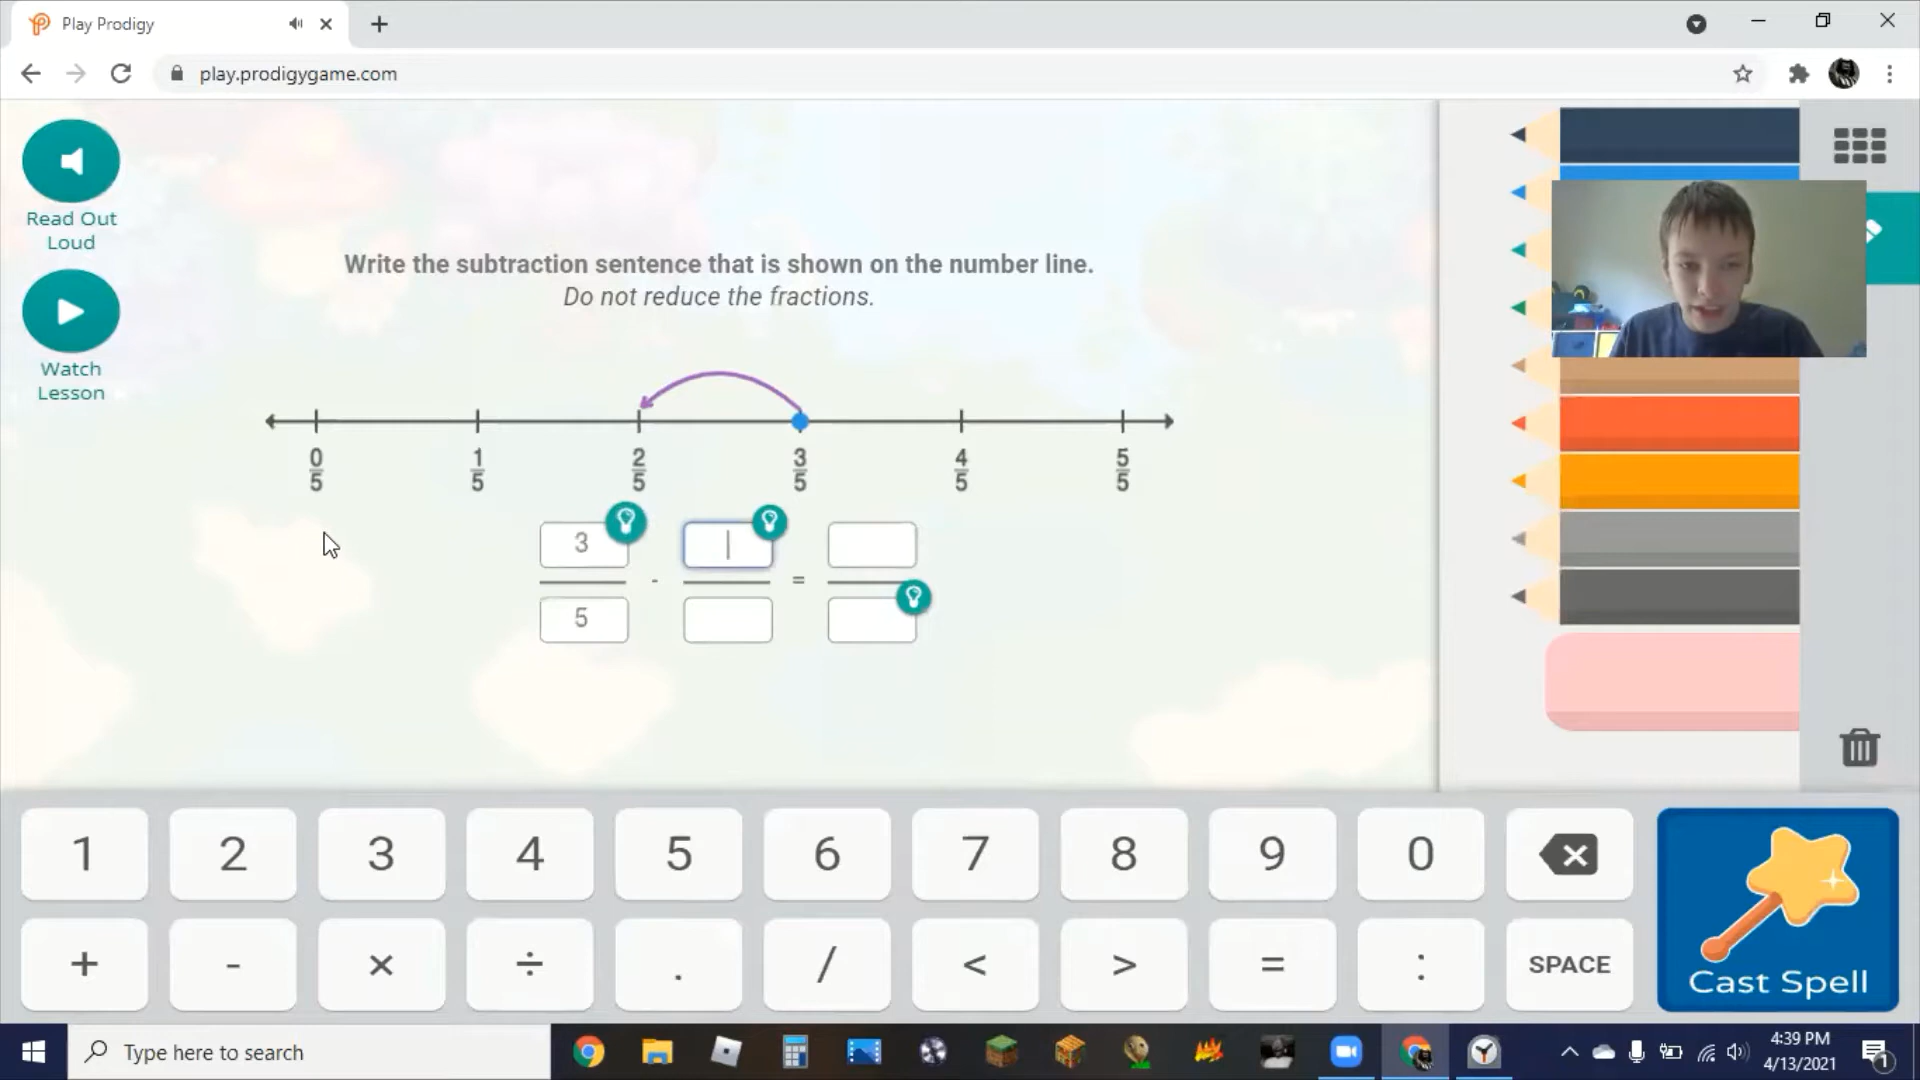 Play Prodigy
play.prodigygame.com
Read Out
Loud
Watch
Lesson
Write the subtraction sentence that is shown on the number line.
Do not reduce the fractions.
0/5 1/5 2/5 3/5 4/5 5/5
3 - =
5
1 2 3 4 5 6 7 8 9 0
+ - × ÷ . / < > = : SPACE
Cast Spell
Type here to search
4:39 PM
4/13/2021
1